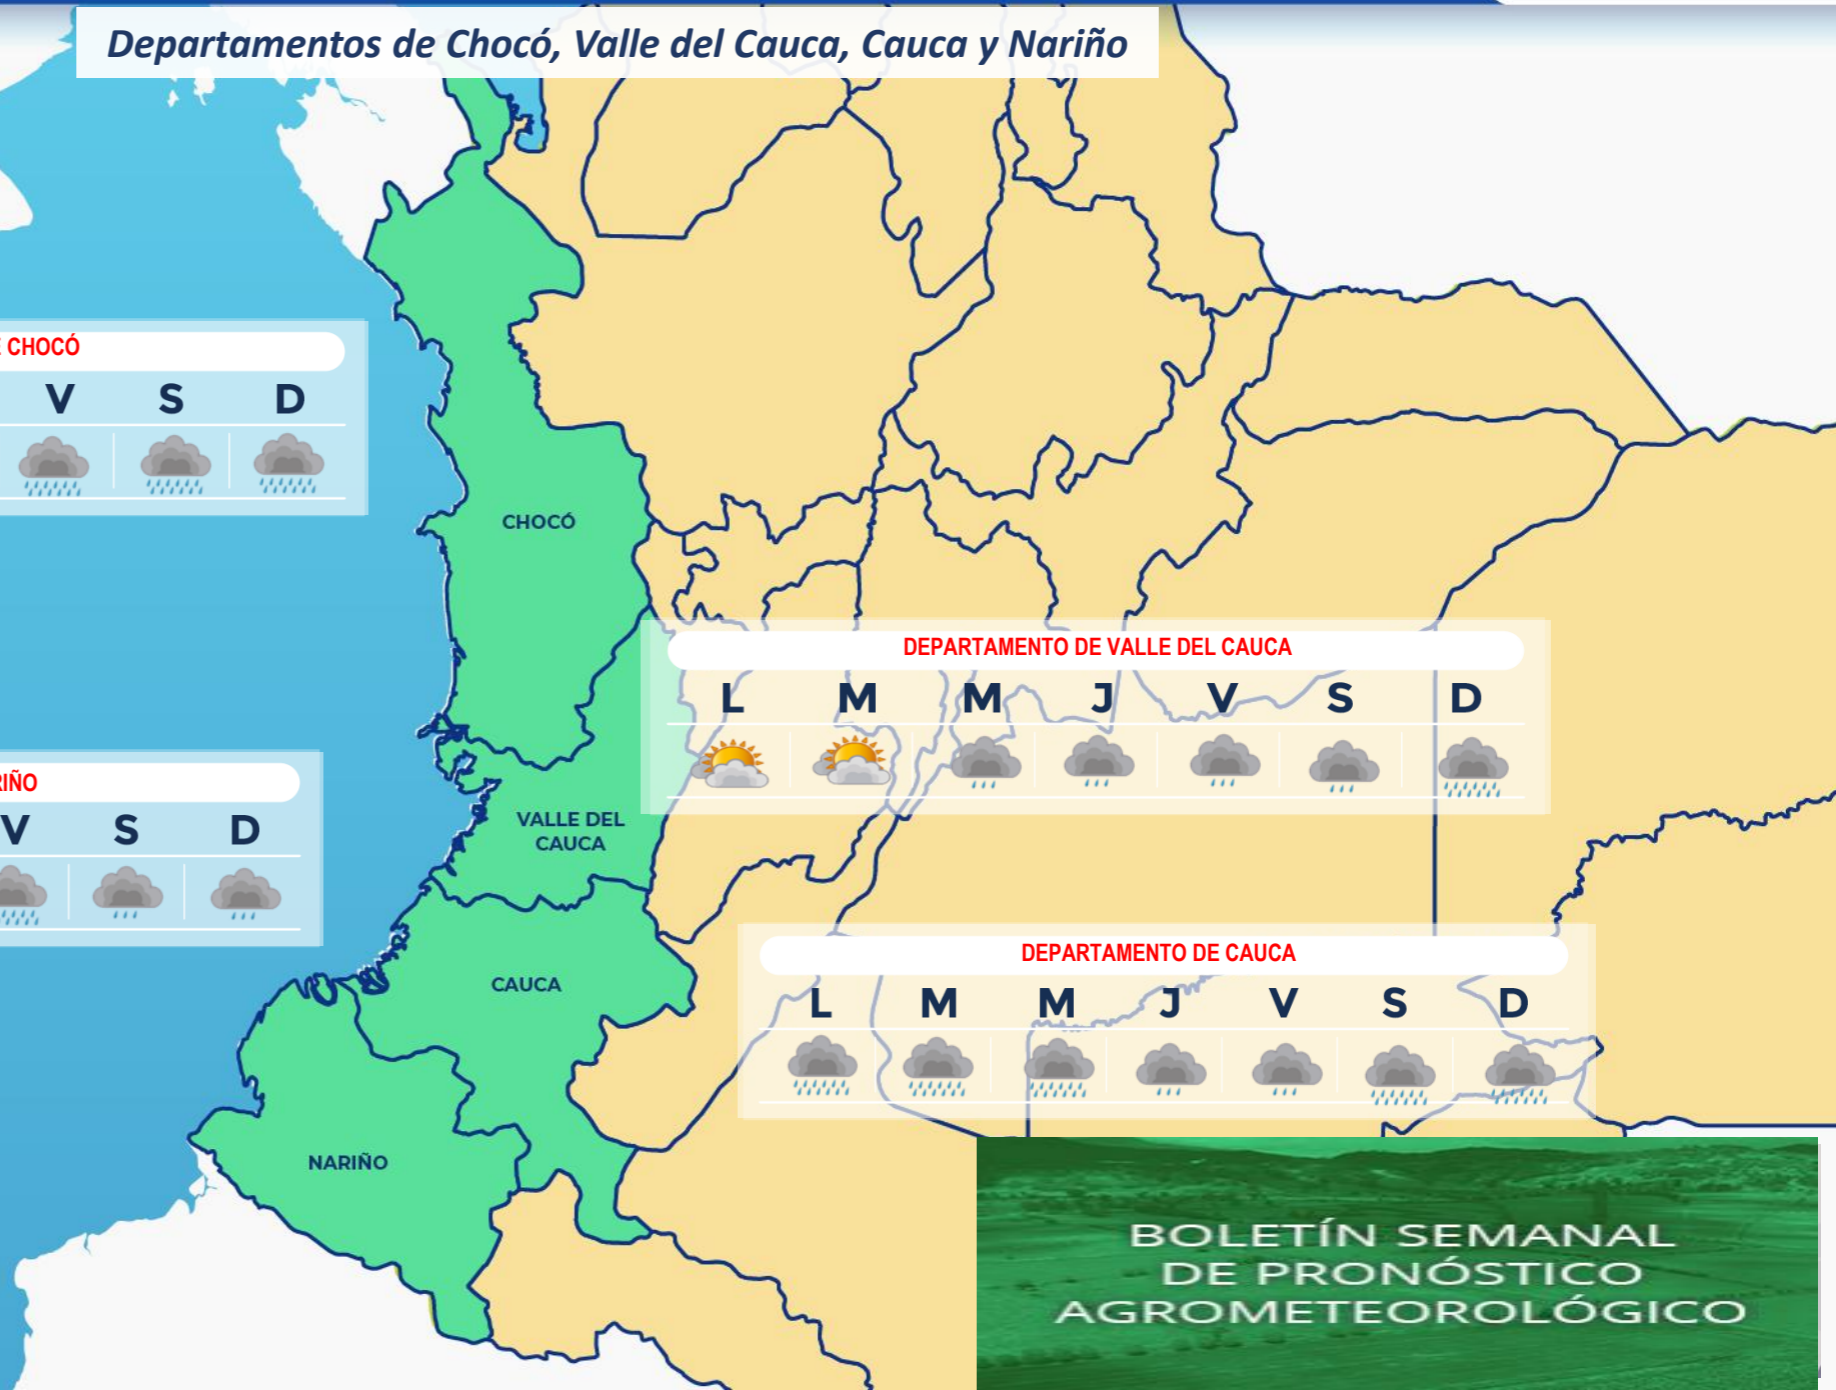 Departamentos de Chocó, Valle del Cauca, Cauca y Nariño
CHOCÓ
V S D
CHOCÓ
DEPARTAMENTO DE VALLE DEL CAUCA
L M M J V S D
V S D
VALLE DEL
CAUCA
DEPARTAMENTO DE CAUCA
L M M J V S D
CAUCA
NARIÑO
BOLETÍN SEMANAL
DE PRONÓSTICO
AGROMETEOROLÓGICO